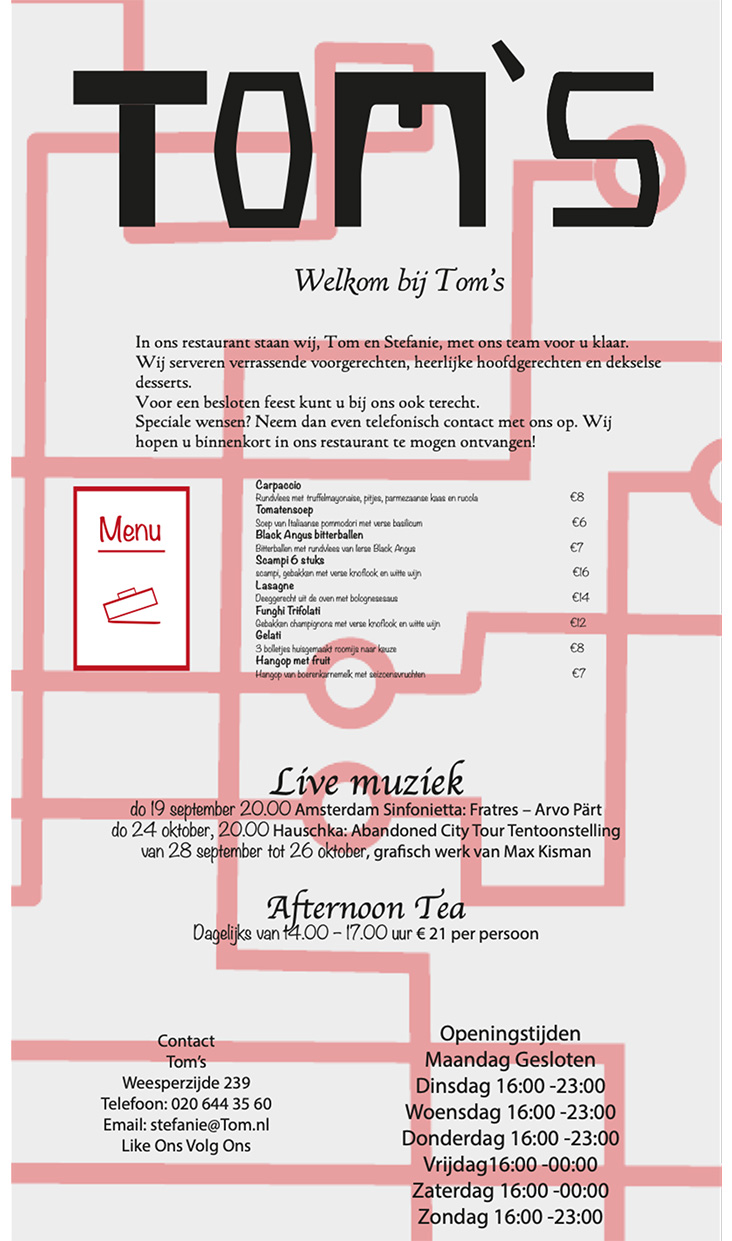 TOM'S
Welkom bij Tom's
In ons restaurant staan wij, Tom en Stefanie, met ons team voor u klaar.
Wij serveren verrassende voorgerechten, heerlijke hoofdgerechten en dekselse
desserts.
Voor een besloten feest kunt u bij ons ook terecht.
Speciale wensen? Neem dan even telefonisch contact met ons op. Wij
hopen u binnenkort in ons restaurant te mogen ontvangen!
Menu
Carpaccio
Rundvlees met truffelmayonaise, pitjes, parmezaanse kaas en rucola €8
Tomatensoep
Soep van Italiaanse pommodori met verse basilicum €6
Black Angus bitterballen
Bitterballen met rundvlees van Ierse Black Angus €7
Scampi 6 stuks
scampi, gebakken met verse knoflook en witte wijn €16
Lasagne
Deeggerecht uit de oven met bolognesesaus €14
Funghi Trifolati
Gebakken champignons met verse knoflook en witte wijn €12
Gelati
3 bolletjes huisgemaakt roomijs naar keuze €8
Hangop met fruit
Hangop van boerenkarnemelk met seizoensvruchten €7
Live muziek
do 19 september 20.00 Amsterdam Sinfonietta: Fratres – Arvo Pärt
do 24 oktober, 20.00 Hauschka: Abandoned City Tour Tentoonstelling
van 28 september tot 26 oktober, grafisch werk van Max Kisman
Afternoon Tea
Dagelijks van 14.00 – 17.00 uur € 21 per persoon
Contact
Tom's
Weesperzijde 239
Telefoon: 020 644 35 60
Email: stefanie@Tom.nl
Like Ons Volg Ons
Openingstijden
Maandag Gesloten
Dinsdag 16:00 -23:00
Woensdag 16:00 -23:00
Donderdag 16:00 -23:00
Vrijdag16:00 -00:00
Zaterdag 16:00 -00:00
Zondag 16:00 -23:00